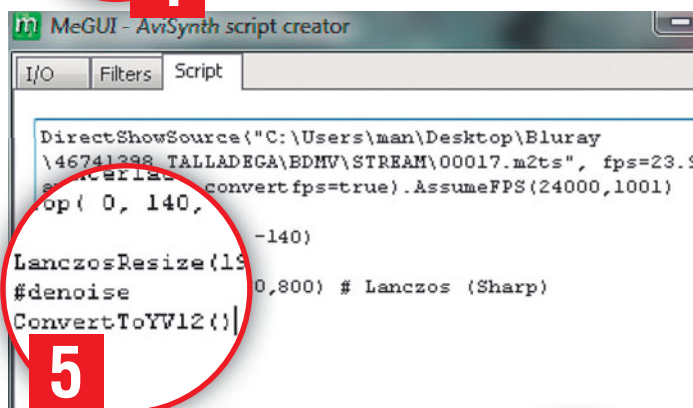 MeGUI - AviSynth script creator
I/O Filters Script
DirectShowSource("C:\Users\man\Desktop\Bluray
\46741398_TALLADEGA\BDMV\STREAM\00017.m2ts", fps=23.9
convertfps=true).AssumeFPS(24000,1001)
op( 0, 140,
-140)
LanczosResize(19
0,800) # Lanczos (Sharp)
#denoise
ConvertToYV12()
5